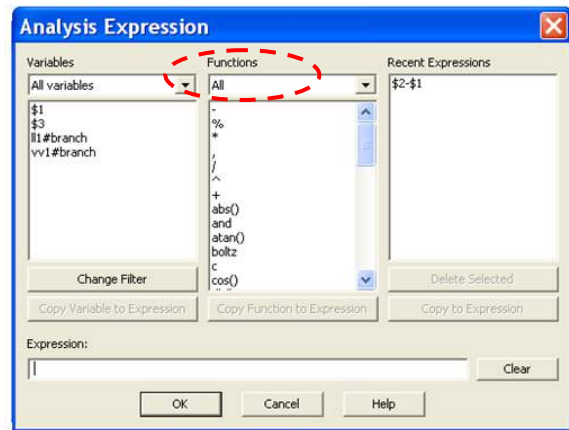 Analysis Expression
Variables
All variables
$1
$3
ll1#branch
vv1#branch
Change Filter
Copy Variable to Expression
Functions
All
-
%
*
,
/
^
+
abs()
and
atan()
boltz
c
cos()
Copy Function to Expression
Recent Expressions
$2-$1
Delete Selected
Copy to Expression
Expression:
Clear
OK
Cancel
Help